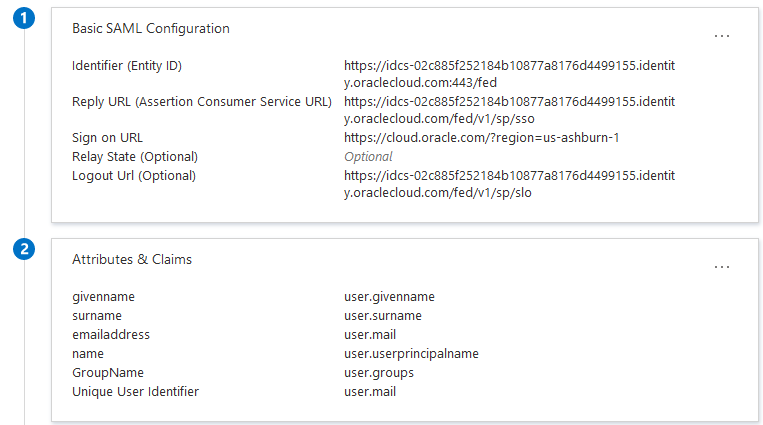 1
Basic SAML Configuration
...
Identifier (Entity ID) https://idcs-02c885f252184b10877a8176d4499155.identit
y.oraclecloud.com:443/fed
Reply URL (Assertion Consumer Service URL) https://idcs-02c885f252184b10877a8176d4499155.identit
y.oraclecloud.com/fed/v1/sp/sso
Sign on URL https://cloud.oracle.com/?region=us-ashburn-1
Relay State (Optional) Optional
Logout Url (Optional) https://idcs-02c885f252184b10877a8176d4499155.identit
y.oraclecloud.com/fed/v1/sp/slo
2
Attributes & Claims
...
givenname user.givenname
surname user.surname
emailaddress user.mail
name user.userprincipalname
GroupName user.groups
Unique User Identifier user.mail